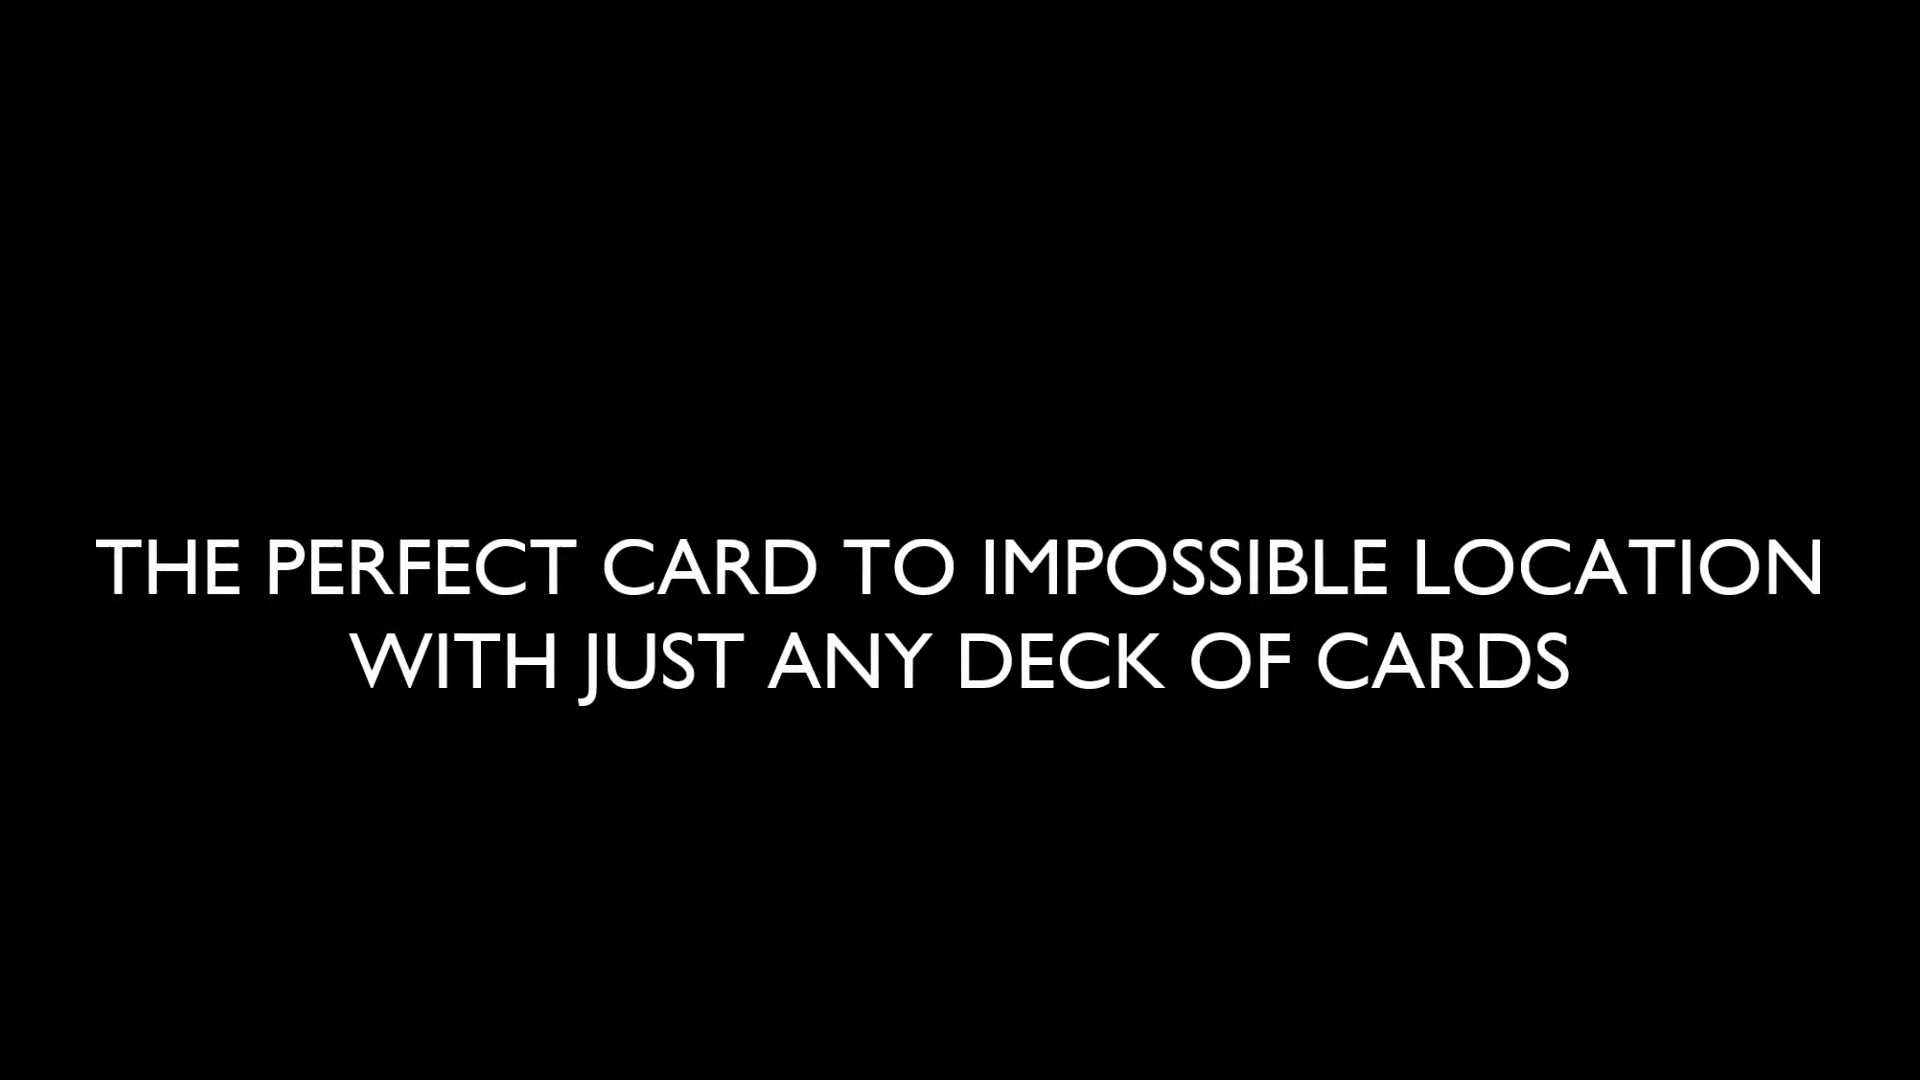 THE PERFECT CARD TO IMPOSSIBLE LOCATION
WITH JUST ANY DECK OF CARDS